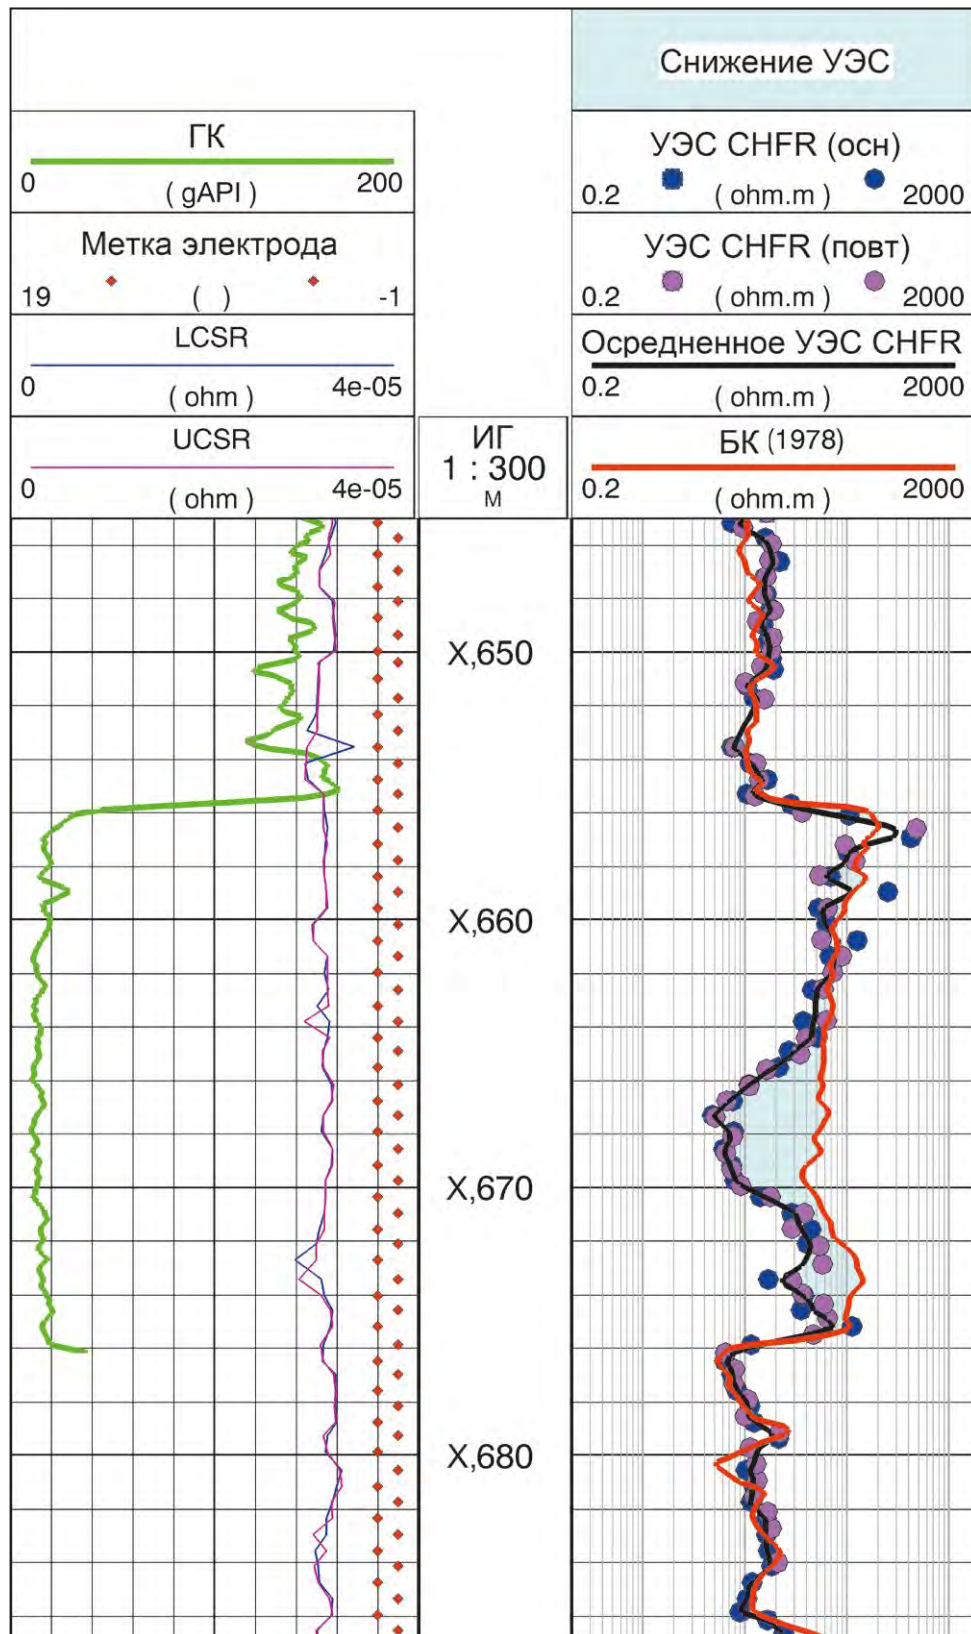 Снижение УЭС
ГК
0 (gAPI) 200
Метка электрода
19 ( ) -1
LCSR
0 (ohm) 4e-05
UCSR
0 (ohm) 4e-05
ИГ
1 : 300
М
УЭС CHFR (осн)
0.2 (ohm.m) 2000
УЭС CHFR (повт)
0.2 (ohm.m) 2000
Осредненное УЭС CHFR
0.2 (ohm.m) 2000
БК (1978)
0.2 (ohm.m) 2000
X,650
X,660
X,670
X,680